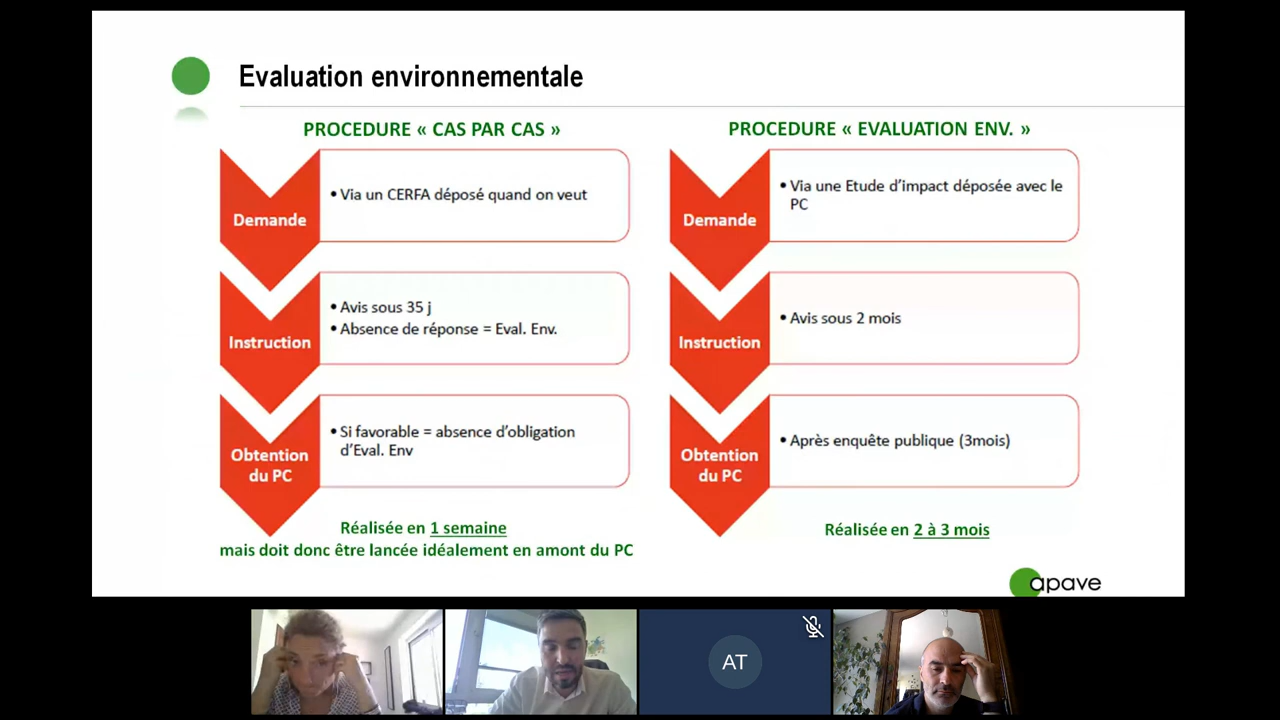 Evaluation environnementale
PROCEDURE « CAS PAR CAS »
Demande
• Via un CERFA déposé quand on veut
Instruction
• Avis sous 35 j
• Absence de réponse = Eval. Env.
Obtention
du PC
• Si favorable = absence d'obligation
d'Eval. Env
Réalisée en 1 semaine
mais doit donc être lancée idéalement en amont du PC
PROCEDURE « EVALUATION ENV. »
Demande
• Via une Etude d'impact déposée avec le
PC
Instruction
• Avis sous 2 mois
Obtention
du PC
• Après enquête publique (3mois)
Réalisée en 2 à 3 mois
apave
AT